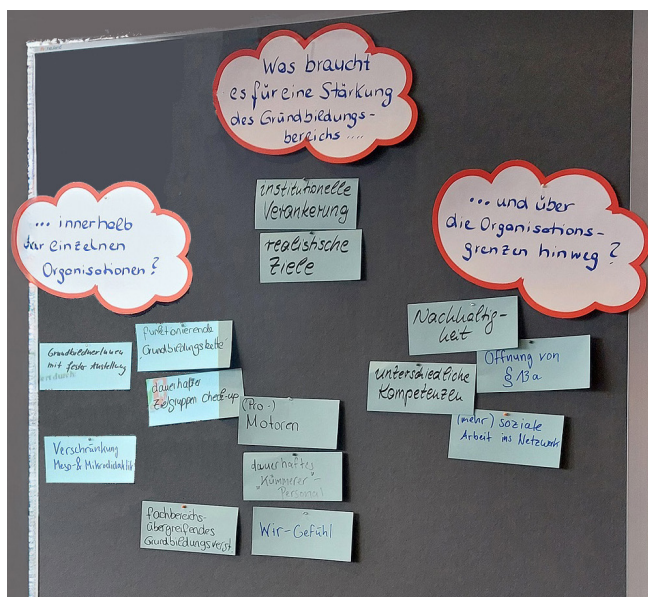 Was braucht
es für eine Stärkung
des Grundbildungs-
bereichs ....
... innerhalb
der einzelnen
Organisationen?
... und über
die Organisations-
grenzen hinweg?
institutionelle
Verankerung
realistische
Ziele
funktionierende
Grundbildungskette
mit fester Anstellung
dauerhafter
Zielgruppen check-up
Verschränkung
Meso- & Mikrodidaktik
(Pro-)
Motoren
dauerhaftes
"Kümmerer"-
Personal
fachbereichs-
übergreifendes
Grundbildungsverst.
Wir-Gefühl
Nachhaltig-
keit
unterschiedliche
Kompetenzen
Öffnung von
§ 13a
(mehr) soziale
Arbeit ins Netzwerk